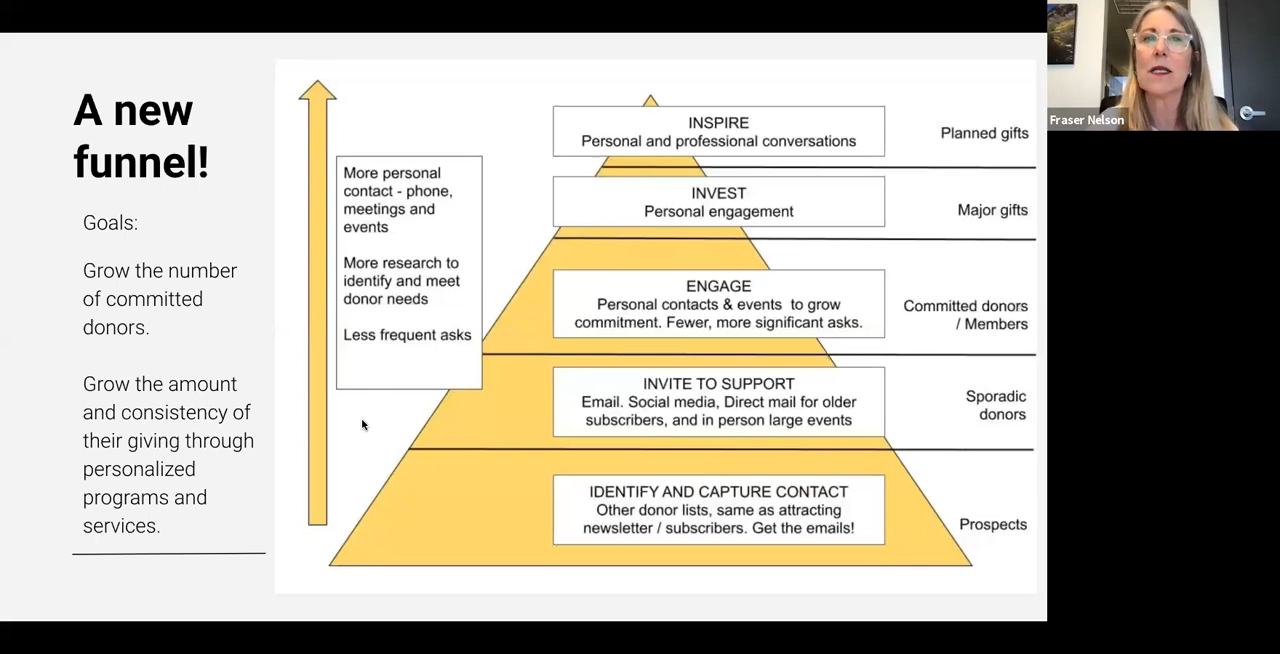 A new
funnel!
Goals:
Grow the number
of committed
donors.
Grow the amount
and consistency of
their giving through
personalized
programs and
services.
More personal
contact - phone,
meetings and
events
More research to
identify and meet
donor needs
Less frequent asks
INSPIRE
Personal and professional conversations
Planned gifts
INVEST
Personal engagement
Major gifts
ENGAGE
Personal contacts & events to grow
commitment. Fewer, more significant asks.
Committed donors
/ Members
INVITE TO SUPPORT
Email. Social media, Direct mail for older
subscribers, and in person large events
Sporadic
donors
IDENTIFY AND CAPTURE CONTACT
Other donor lists, same as attracting
newsletter / subscribers. Get the emails!
Prospects
Fraser Nelson